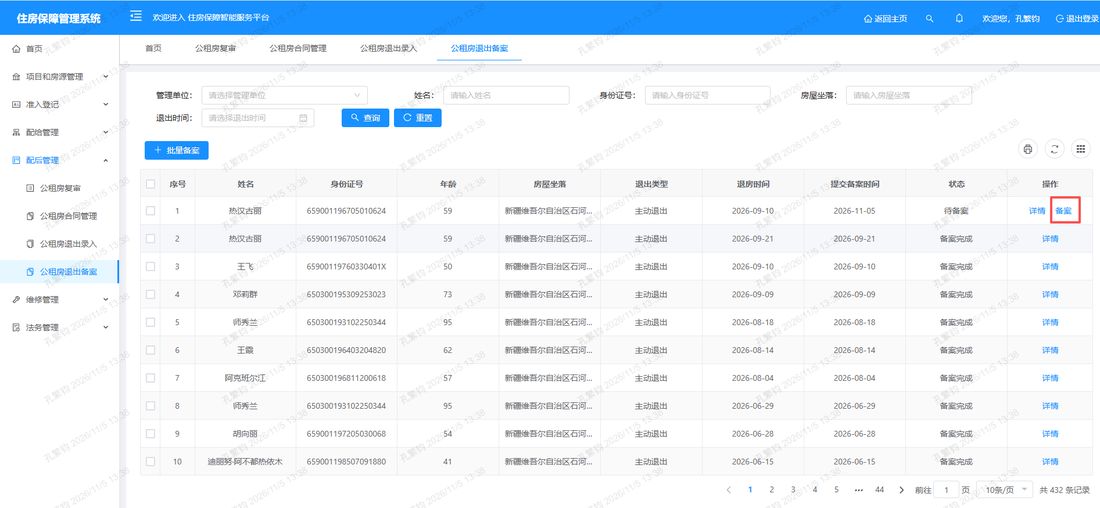 住房保障管理系统
欢迎进入 住房保障智能服务平台
返回主页
欢迎您，孔繁钧
退出登录
首页
项目和房源管理
准入登记
配给管理
配后管理
公租房复审
公租房合同管理
公租房退出录入
公租房退出备案
维修管理
法务管理
首页 公租房复审 公租房合同管理 公租房退出录入 公租房退出备案
管理单位： 请选择管理单位 姓名： 请输入姓名 身份证号： 请输入身份证号 房屋坐落： 请输入房屋坐落
退出时间： 请选择退出时间 查询 重置
批量备案
序号 姓名 身份证号 年龄 房屋坐落 退出类型 退房时间 提交备案时间 状态 操作
1 热汉古丽 659001196705010624 59 新疆维吾尔自治区石河... 主动退出 2026-09-10 2026-11-05 待备案 详情 备案
2 热汉古丽 659001196705010624 59 新疆维吾尔自治区石河... 主动退出 2026-09-21 2026-09-21 备案完成 详情
3 王飞 65900119760330401X 50 新疆维吾尔自治区石河... 主动退出 2026-09-10 2026-09-10 备案完成 详情
4 邓莉群 650300195309253023 73 新疆维吾尔自治区石河... 主动退出 2026-09-09 2026-09-09 备案完成 详情
5 师秀兰 650300193102250344 95 新疆维吾尔自治区石河... 主动退出 2026-08-18 2026-08-18 备案完成 详情
6 王霞 650300196403204820 62 新疆维吾尔自治区石河... 主动退出 2026-08-14 2026-08-14 备案完成 详情
7 阿克班尔江 650300196811200618 57 新疆维吾尔自治区石河... 主动退出 2026-08-04 2026-08-04 备案完成 详情
8 师秀兰 650300193102250344 95 新疆维吾尔自治区石河... 主动退出 2026-06-29 2026-06-29 备案完成 详情
9 胡向丽 659001197205030068 54 新疆维吾尔自治区石河... 主动退出 2026-06-28 2026-06-28 备案完成 详情
10 迪丽努·阿不都热依木 659001198507091880 41 新疆维吾尔自治区石河... 主动退出 2026-06-15 2026-06-15 备案完成 详情
1 2 3 4 5 ••• 44 前往 1 页 10条/页 共 432 条记录
孔繁钧 2026/11/5 13:38